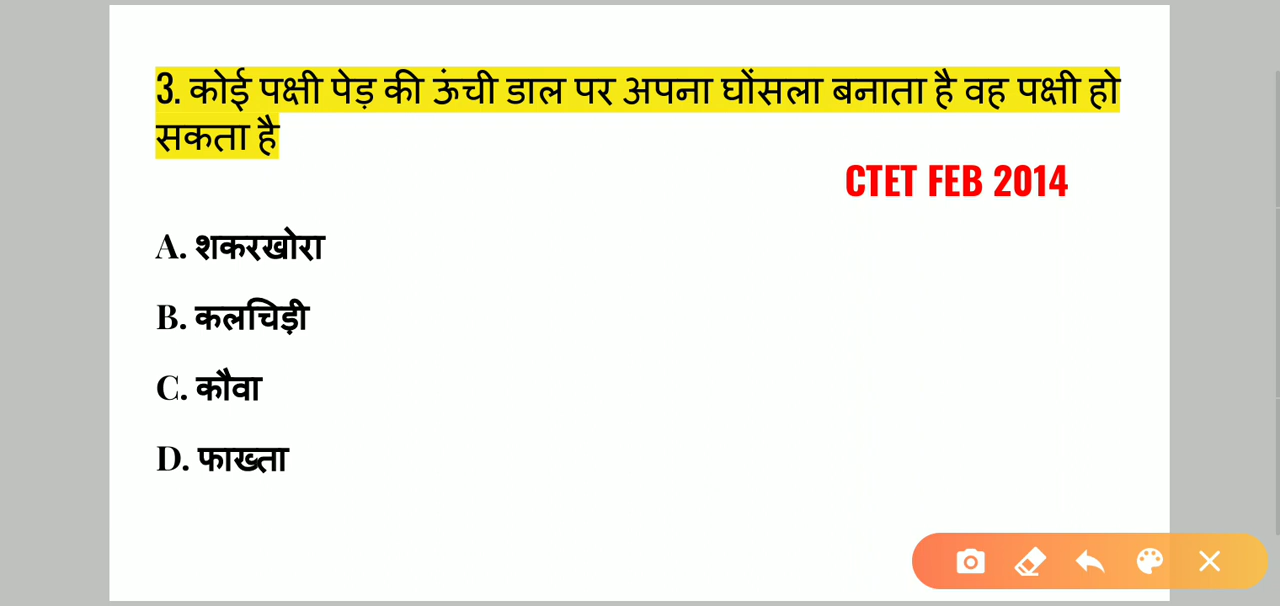 3. कोई पक्षी पेड़ की ऊंची डाल पर अपना घोंसला बनाता है वह पक्षी हो
सकता है
CTET FEB 2014
A. शकरखोरा
B. कलचिड़ी
C. कौवा
D. फाख्ता